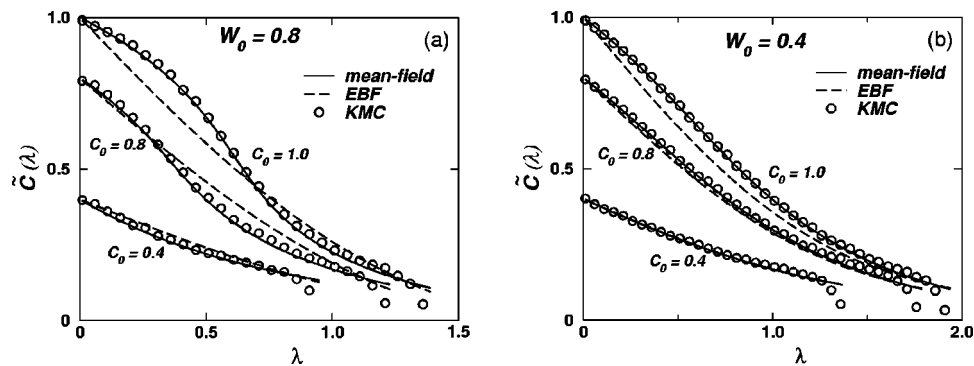 1.0
W₀ = 0.8
(a)
mean-field
EBF
KMC
C₀ = 0.8
C₀ = 1.0
0.5
C̃(λ)
C₀ = 0.4
0
0
0.5
1.0
1.5
λ
1.0
W₀ = 0.4
(b)
mean-field
EBF
KMC
C₀ = 0.8
C₀ = 1.0
0.5
C̃(λ)
C₀ = 0.4
0
0
1.0
2.0
λ